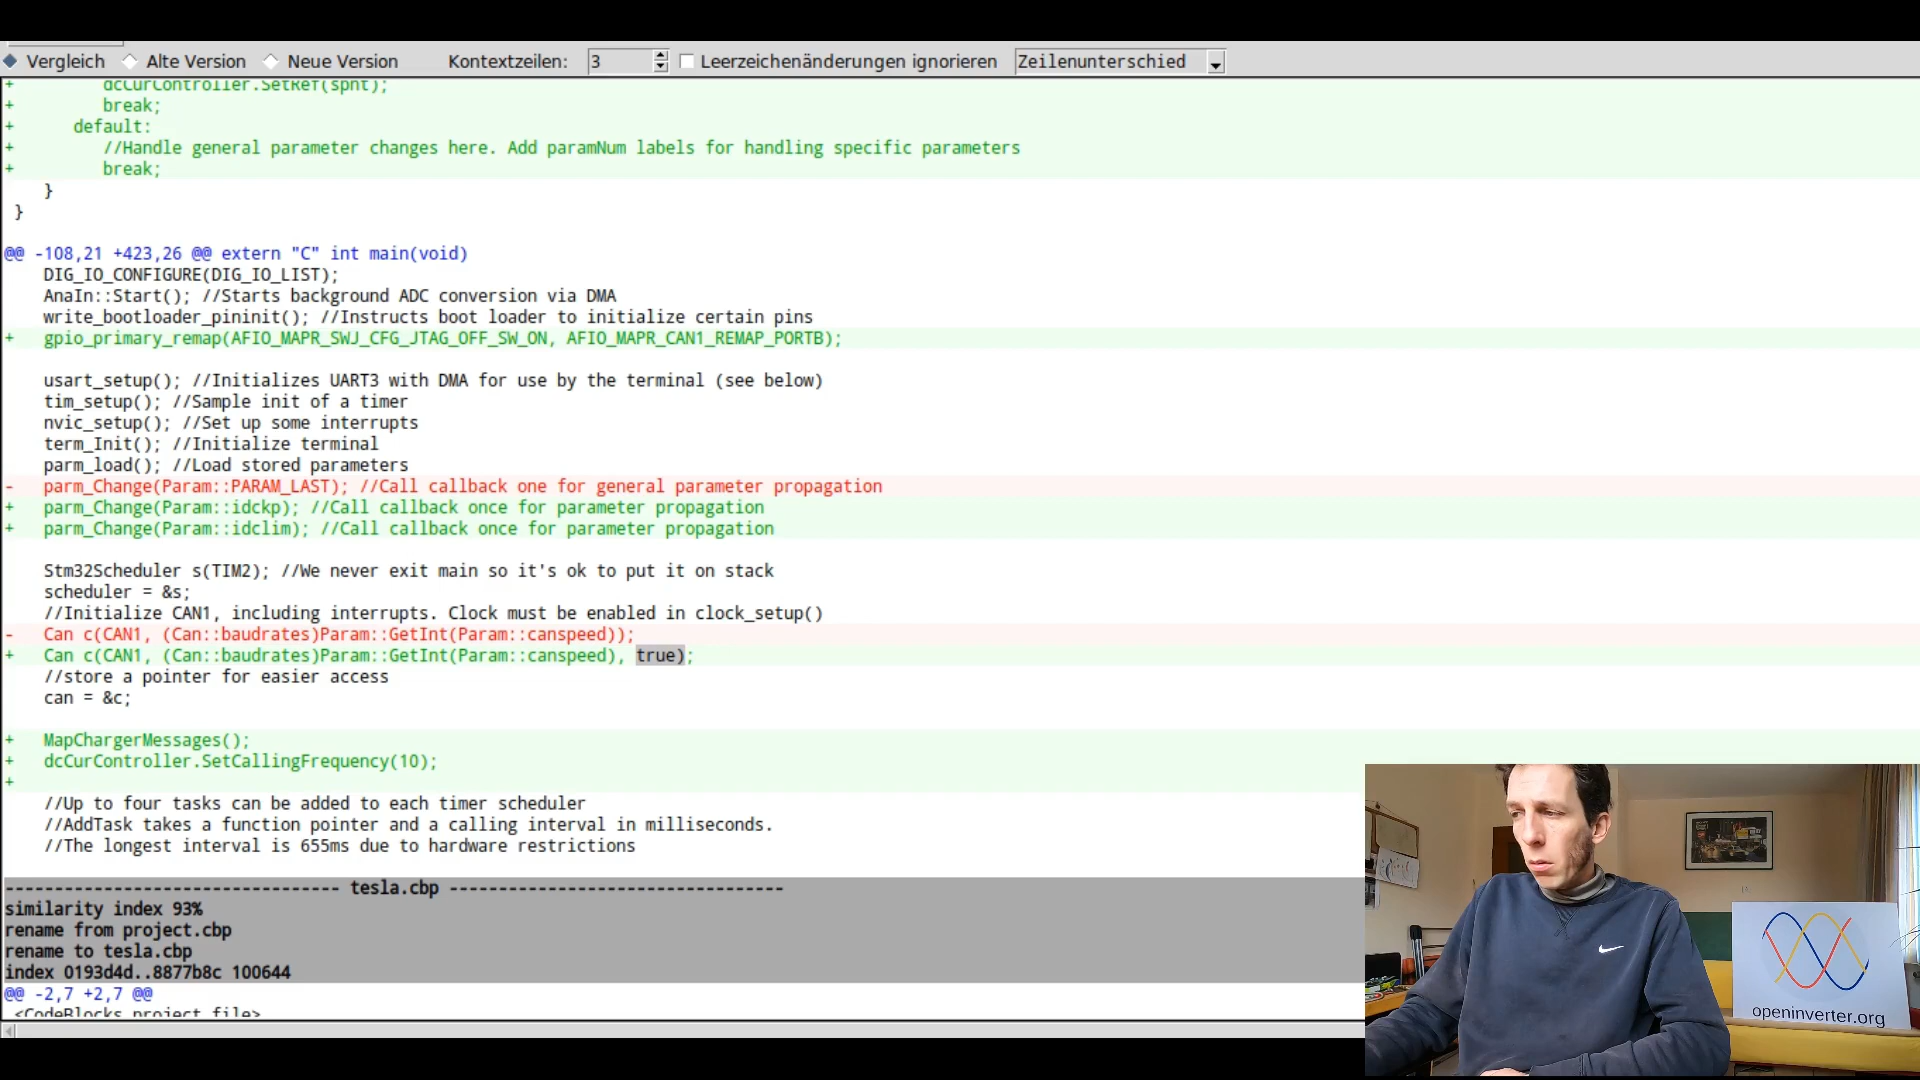 Vergleich Alte Version Neue Version Kontextzeilen: 3 Leerzeichenänderungen ignorieren Zeilenunterschied
+ dcCurController.SetRef(spnt);
+ break;
+ default:
+ //Handle general parameter changes here. Add paramNum labels for handling specific parameters
+ break;
}
}
@@ -108,21 +423,26 @@ extern "C" int main(void)
DIG_IO_CONFIGURE(DIG_IO_LIST);
AnaIn::Start(); //Starts background ADC conversion via DMA
write_bootloader_pininit(); //Instructs boot loader to initialize certain pins
+ gpio_primary_remap(AFIO_MAPR_SWJ_CFG_JTAG_OFF_SW_ON, AFIO_MAPR_CAN1_REMAP_PORTB);
usart_setup(); //Initializes UART3 with DMA for use by the terminal (see below)
tim_setup(); //Sample init of a timer
nvic_setup(); //Set up some interrupts
term_Init(); //Initialize terminal
parm_load(); //Load stored parameters
- parm_Change(Param::PARAM_LAST); //Call callback one for general parameter propagation
+ parm_Change(Param::idckp); //Call callback once for parameter propagation
+ parm_Change(Param::idclim); //Call callback once for parameter propagation
Stm32Scheduler s(TIM2); //We never exit main so it's ok to put it on stack
scheduler = &s;
//Initialize CAN1, including interrupts. Clock must be enabled in clock_setup()
- Can c(CAN1, (Can::baudrates)Param::GetInt(Param::canspeed));
+ Can c(CAN1, (Can::baudrates)Param::GetInt(Param::canspeed), true);
//store a pointer for easier access
can = &c;
+ MapChargerMessages();
+ dcCurController.SetCallingFrequency(10);
+
//Up to four tasks can be added to each timer scheduler
//AddTask takes a function pointer and a calling interval in milliseconds.
//The longest interval is 655ms due to hardware restrictions
---------------------------------- tesla.cbp ----------------------------------
similarity index 93%
rename from project.cbp
rename to tesla.cbp
index 0193d4d..8877b8c 100644
@@ -2,7 +2,7 @@
<CodeBlocks_project_file>
openinverter.org